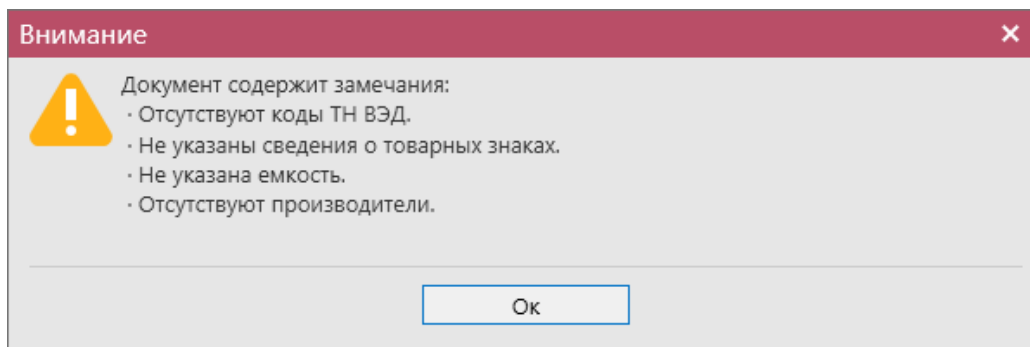 Внимание
Документ содержит замечания:
· Отсутствуют коды ТН ВЭД.
· Не указаны сведения о товарных знаках.
· Не указана емкость.
· Отсутствуют производители.
Ок